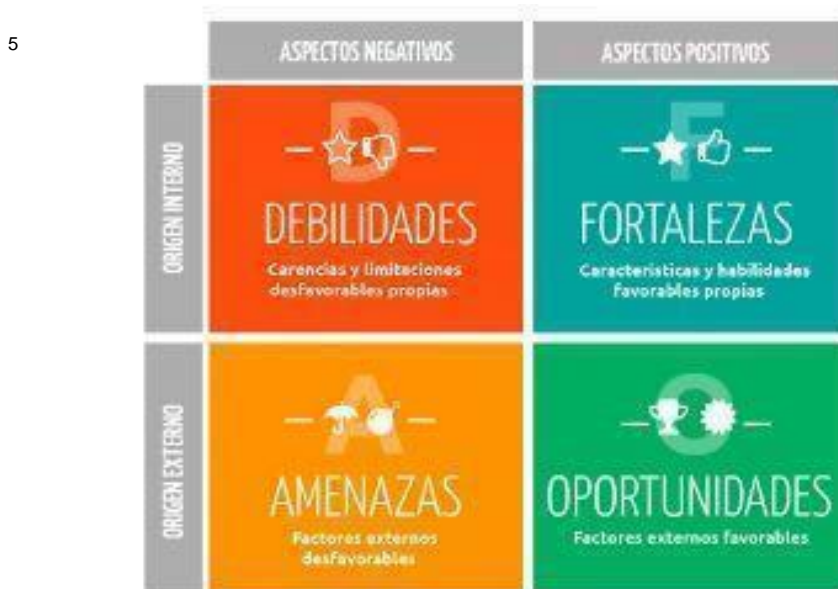 5
ASPECTOS NEGATIVOS
ASPECTOS POSITIVOS
ORIGEN INTERNO
D
DEBILIDADES
Carencias y limitaciones
desfavorables propias
F
FORTALEZAS
Características y habilidades
favorables propias
ORIGEN EXTERNO
A
AMENAZAS
Factores externos
desfavorables
O
OPORTUNIDADES
Factores externos favorables